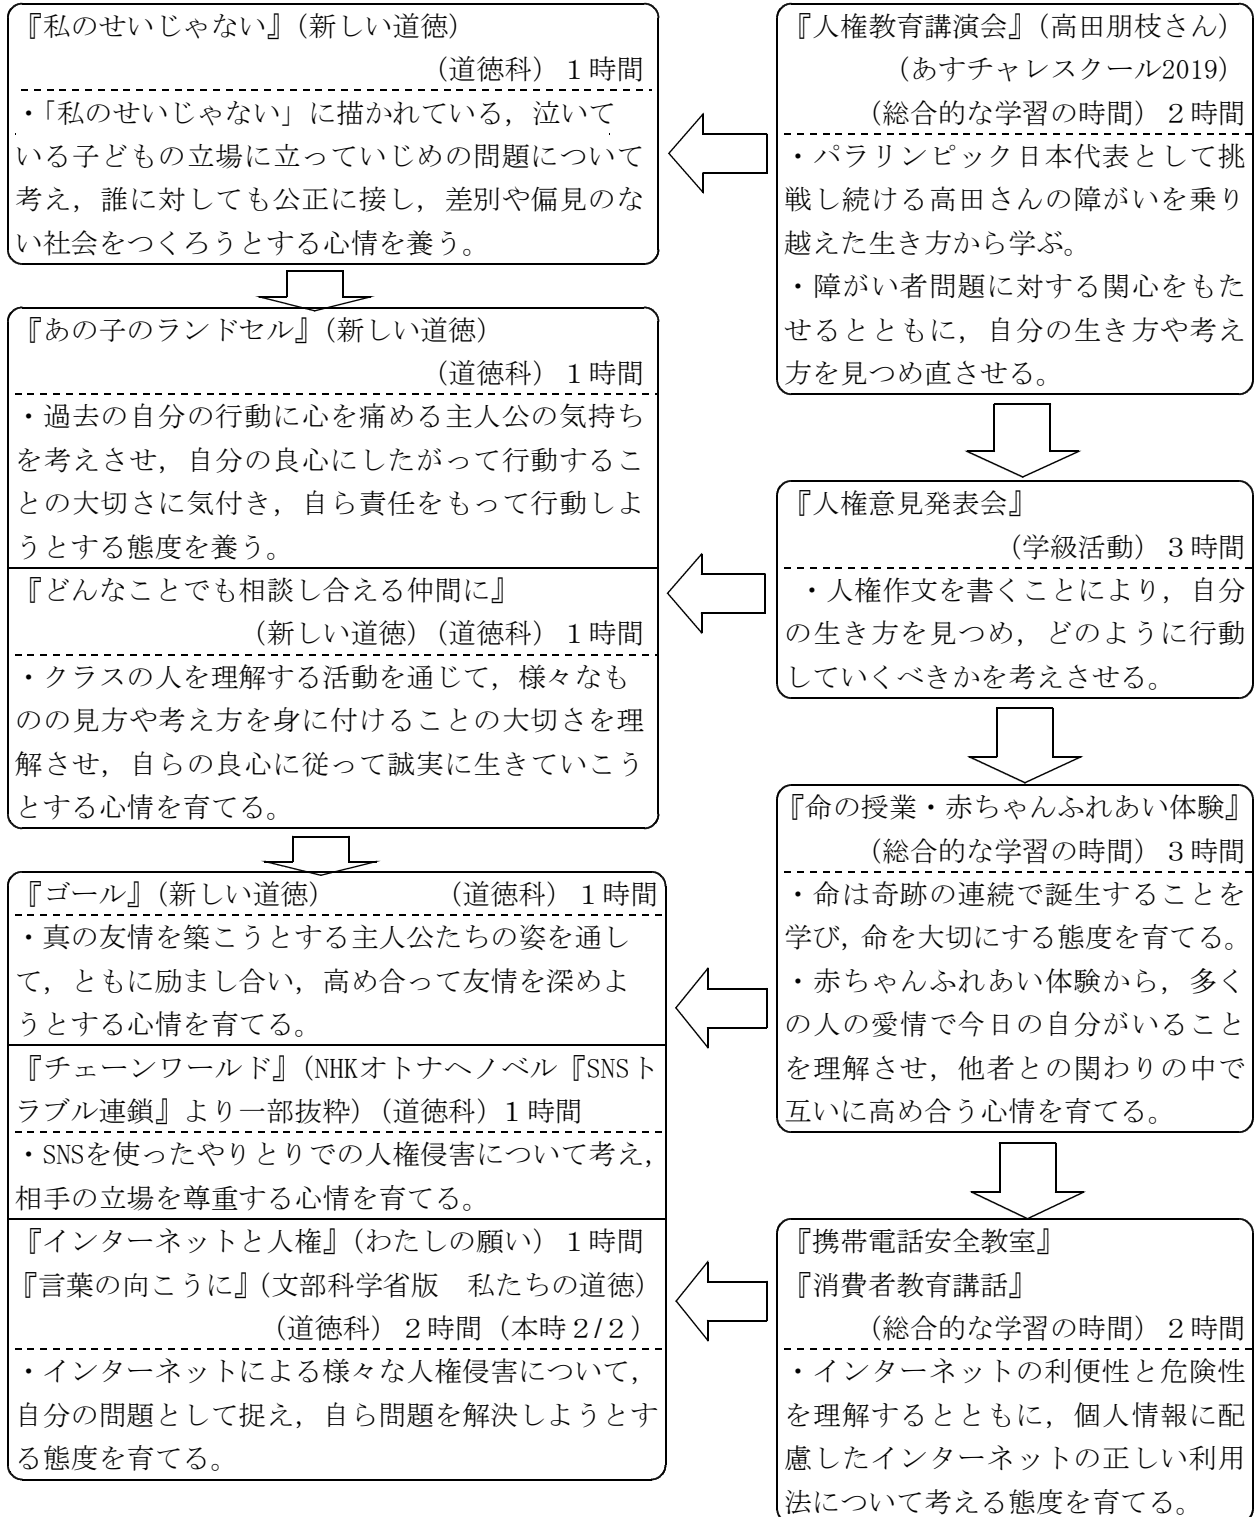 『私のせいじゃない』(新しい道徳)
(道徳科) 1時間
・「私のせいじゃない」に描かれている，泣いて
いる子どもの立場に立っていじめの問題について
考え，誰に対しても公正に接し，差別や偏見のな
い社会をつくろうとする心情を養う。
『あの子のランドセル』(新しい道徳)
(道徳科) 1時間
・過去の自分の行動に心を痛める主人公の気持ち
を考えさせ，自分の良心にしたがって行動するこ
との大切さに気付き，自ら責任をもって行動しよ
うとする態度を養う。
『どんなことでも相談し合える仲間に』
(新しい道徳)(道徳科) 1時間
・クラスの人を理解する活動を通じて，様々なも
のの見方や考え方を身に付けることの大切さを理
解させ，自らの良心に従って誠実に生きていこう
とする心情を育てる。
『ゴール』(新しい道徳) (道徳科) 1時間
・真の友情を築こうとする主人公たちの姿を通し
て，ともに励まし合い，高め合って友情を深めよ
うとする心情を育てる。
『チェーンワールド』(NHKオトナヘノベル『SNSト
ラブル連鎖』より一部抜粋)(道徳科) 1時間
・SNSを使ったやりとりでの人権侵害について考え，
相手の立場を尊重する心情を育てる。
『インターネットと人権』(わたしの願い) 1時間
『言葉の向こうに』(文部科学省版　私たちの道徳)
(道徳科) 2時間 (本時2/2)
・インターネットによる様々な人権侵害について，
自分の問題として捉え，自ら問題を解決しようとす
る態度を育てる。
『人権教育講演会』(高田朋枝さん)
(あすチャレスクール2019)
(総合的な学習の時間) 2時間
・パラリンピック日本代表として挑
戦し続ける高田さんの障がいを乗り
越えた生き方から学ぶ。
・障がい者問題に対する関心をもた
せるとともに，自分の生き方や考え
方を見つめ直させる。
『人権意見発表会』
(学級活動) 3時間
・人権作文を書くことにより，自分
の生き方を見つめ，どのように行動
していくべきかを考えさせる。
『命の授業・赤ちゃんふれあい体験』
(総合的な学習の時間) 3時間
・命は奇跡の連続で誕生することを
学び，命を大切にする態度を育てる。
・赤ちゃんふれあい体験から，多く
の人の愛情で今日の自分がいること
を理解させ，他者との関わりの中で
互いに高め合う心情を育てる。
『携帯電話安全教室』
『消費者教育講話』
(総合的な学習の時間) 2時間
・インターネットの利便性と危険性
を理解するとともに，個人情報に配
慮したインターネットの正しい利用
法について考える態度を育てる。